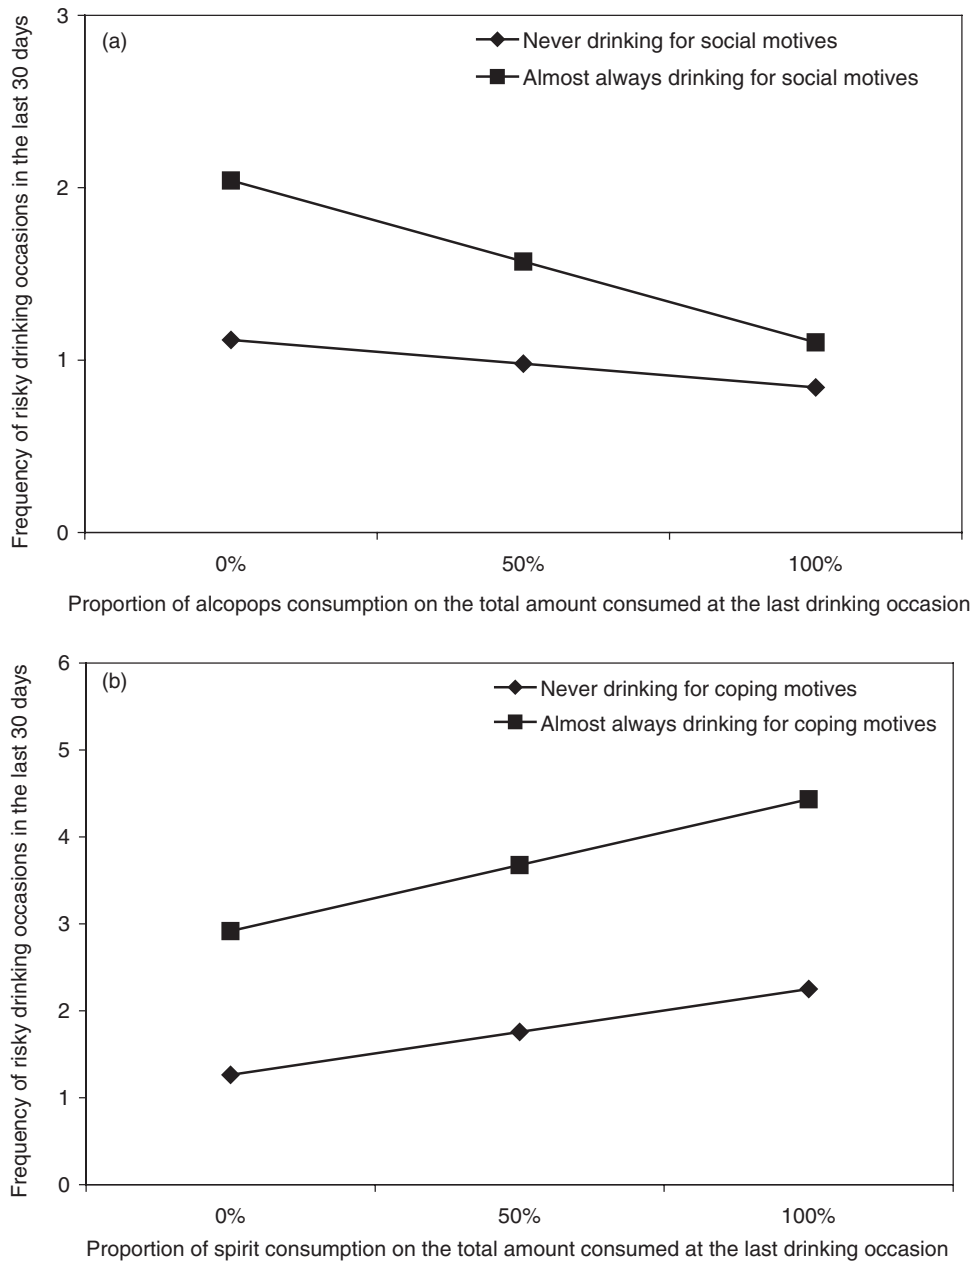 Frequency of risky drinking occasions in the last 30 days
3
2
1
0
(a)
Never drinking for social motives
Almost always drinking for social motives
0% 50% 100%
Proportion of alcopops consumption on the total amount consumed at the last drinking occasion
Frequency of risky drinking occasions in the last 30 days
6
5
4
3
2
1
0
(b)
Never drinking for coping motives
Almost always drinking for coping motives
0% 50% 100%
Proportion of spirit consumption on the total amount consumed at the last drinking occasion